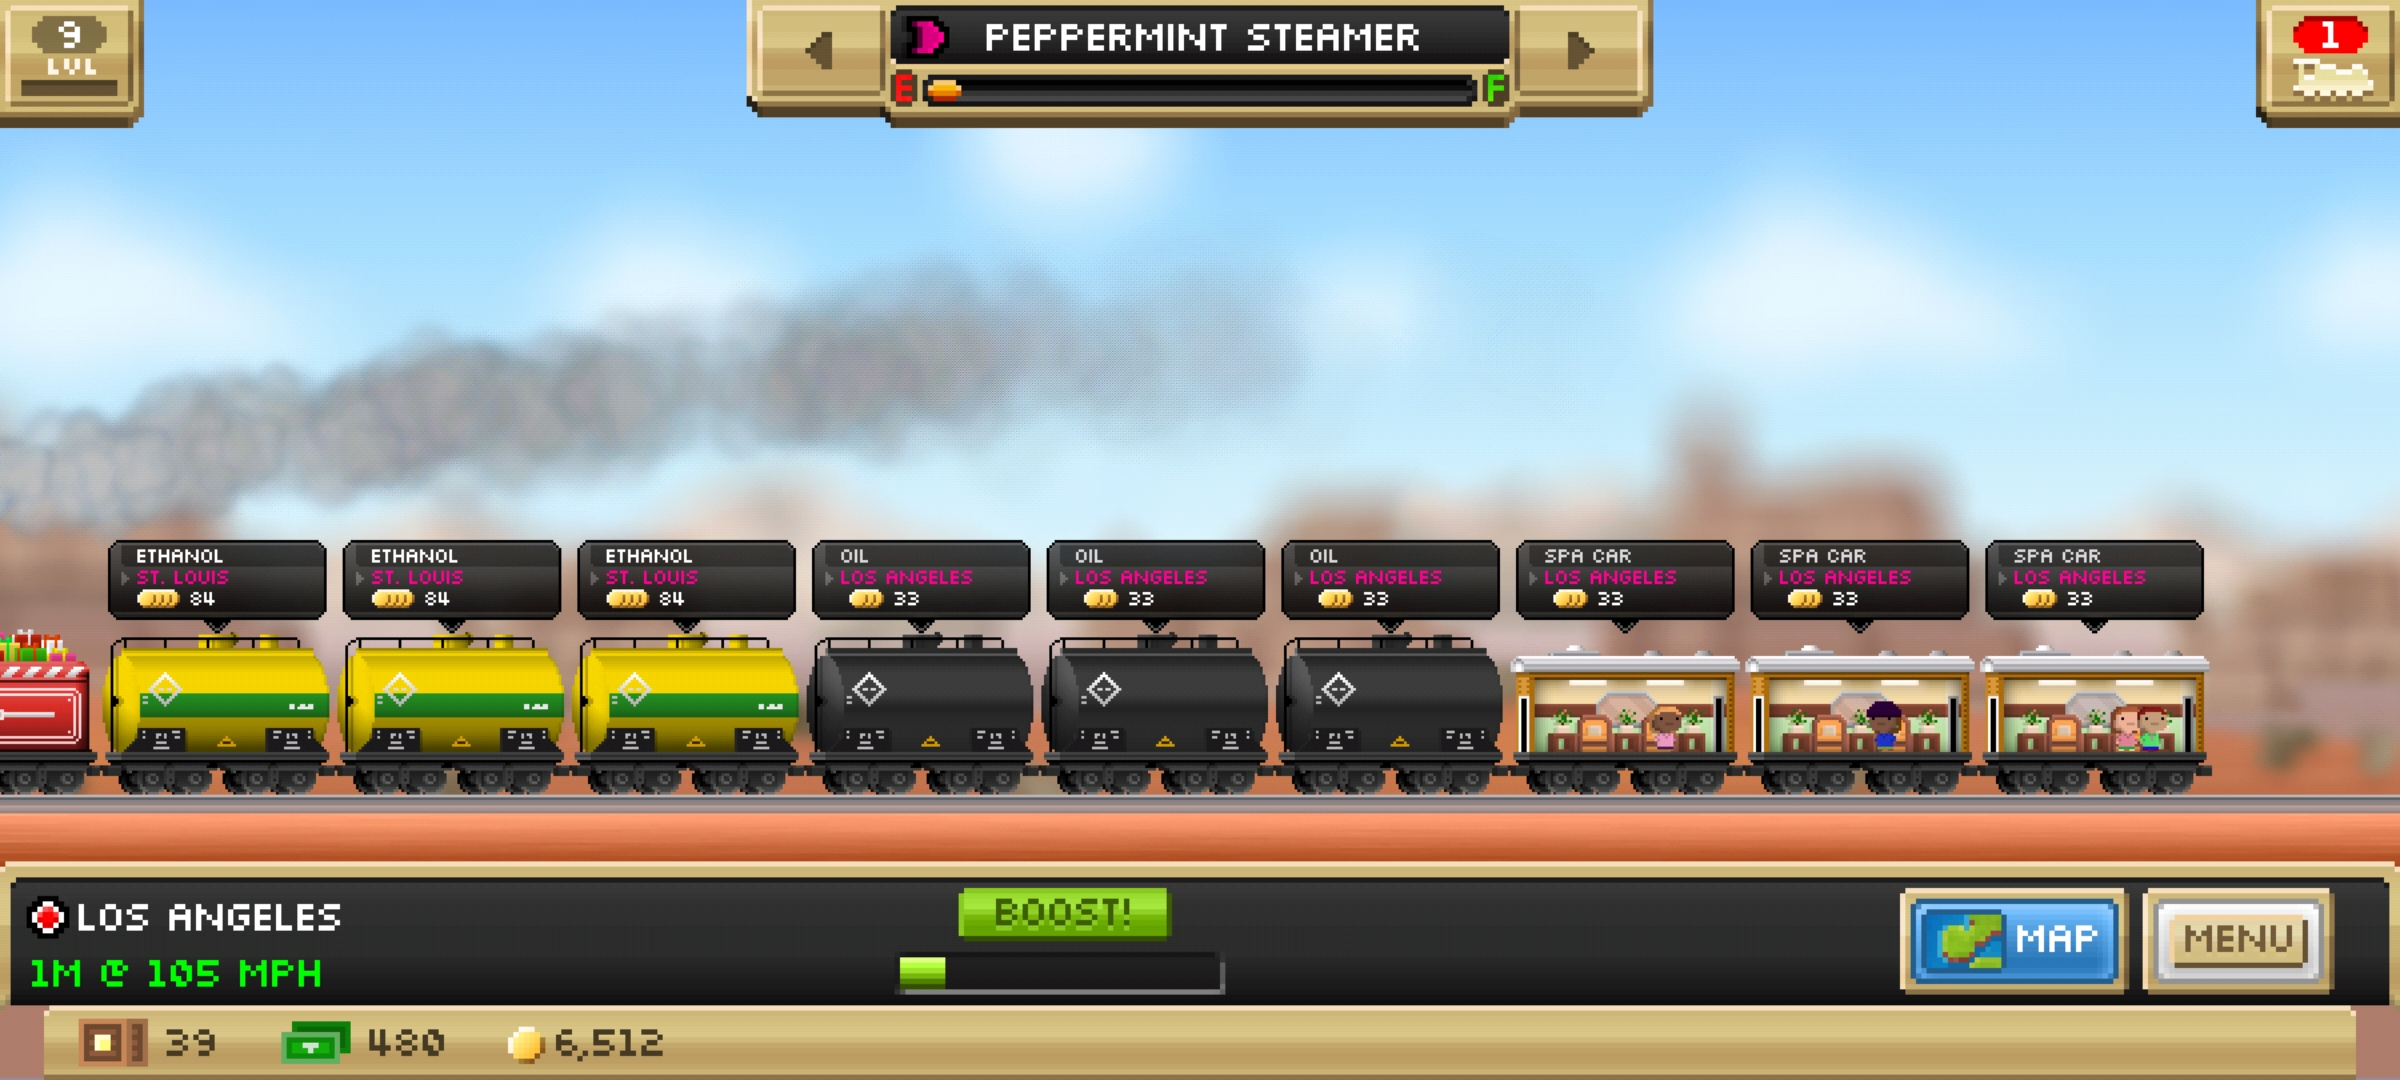 9
LVL
PEPPERMINT STEAMER
E F
1
ETHANOL
ST. LOUIS
84
ETHANOL
ST. LOUIS
84
ETHANOL
ST. LOUIS
84
OIL
LOS ANGELES
33
OIL
LOS ANGELES
33
OIL
LOS ANGELES
33
SPA CAR
LOS ANGELES
33
SPA CAR
LOS ANGELES
33
SPA CAR
LOS ANGELES
33
LOS ANGELES
1M @ 105 MPH
BOOST!
MAP
MENU
39 480 6,512